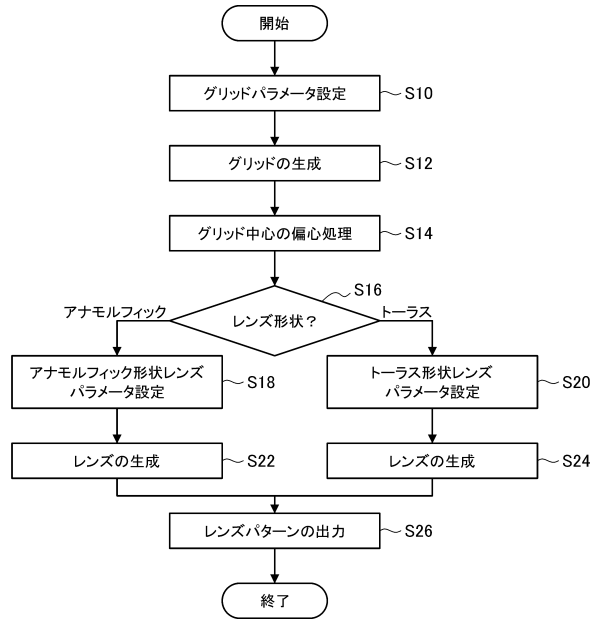 開始
グリッドパラメータ設定
S10
グリッドの生成
S12
グリッド中心の偏心処理
S14
S16
アナモルフィック
レンズ形状？
トーラス
アナモルフィック形状レンズ
パラメータ設定
S18
トーラス形状レンズ
パラメータ設定
S20
レンズの生成
S22
レンズの生成
S24
レンズパターンの出力
S26
終了